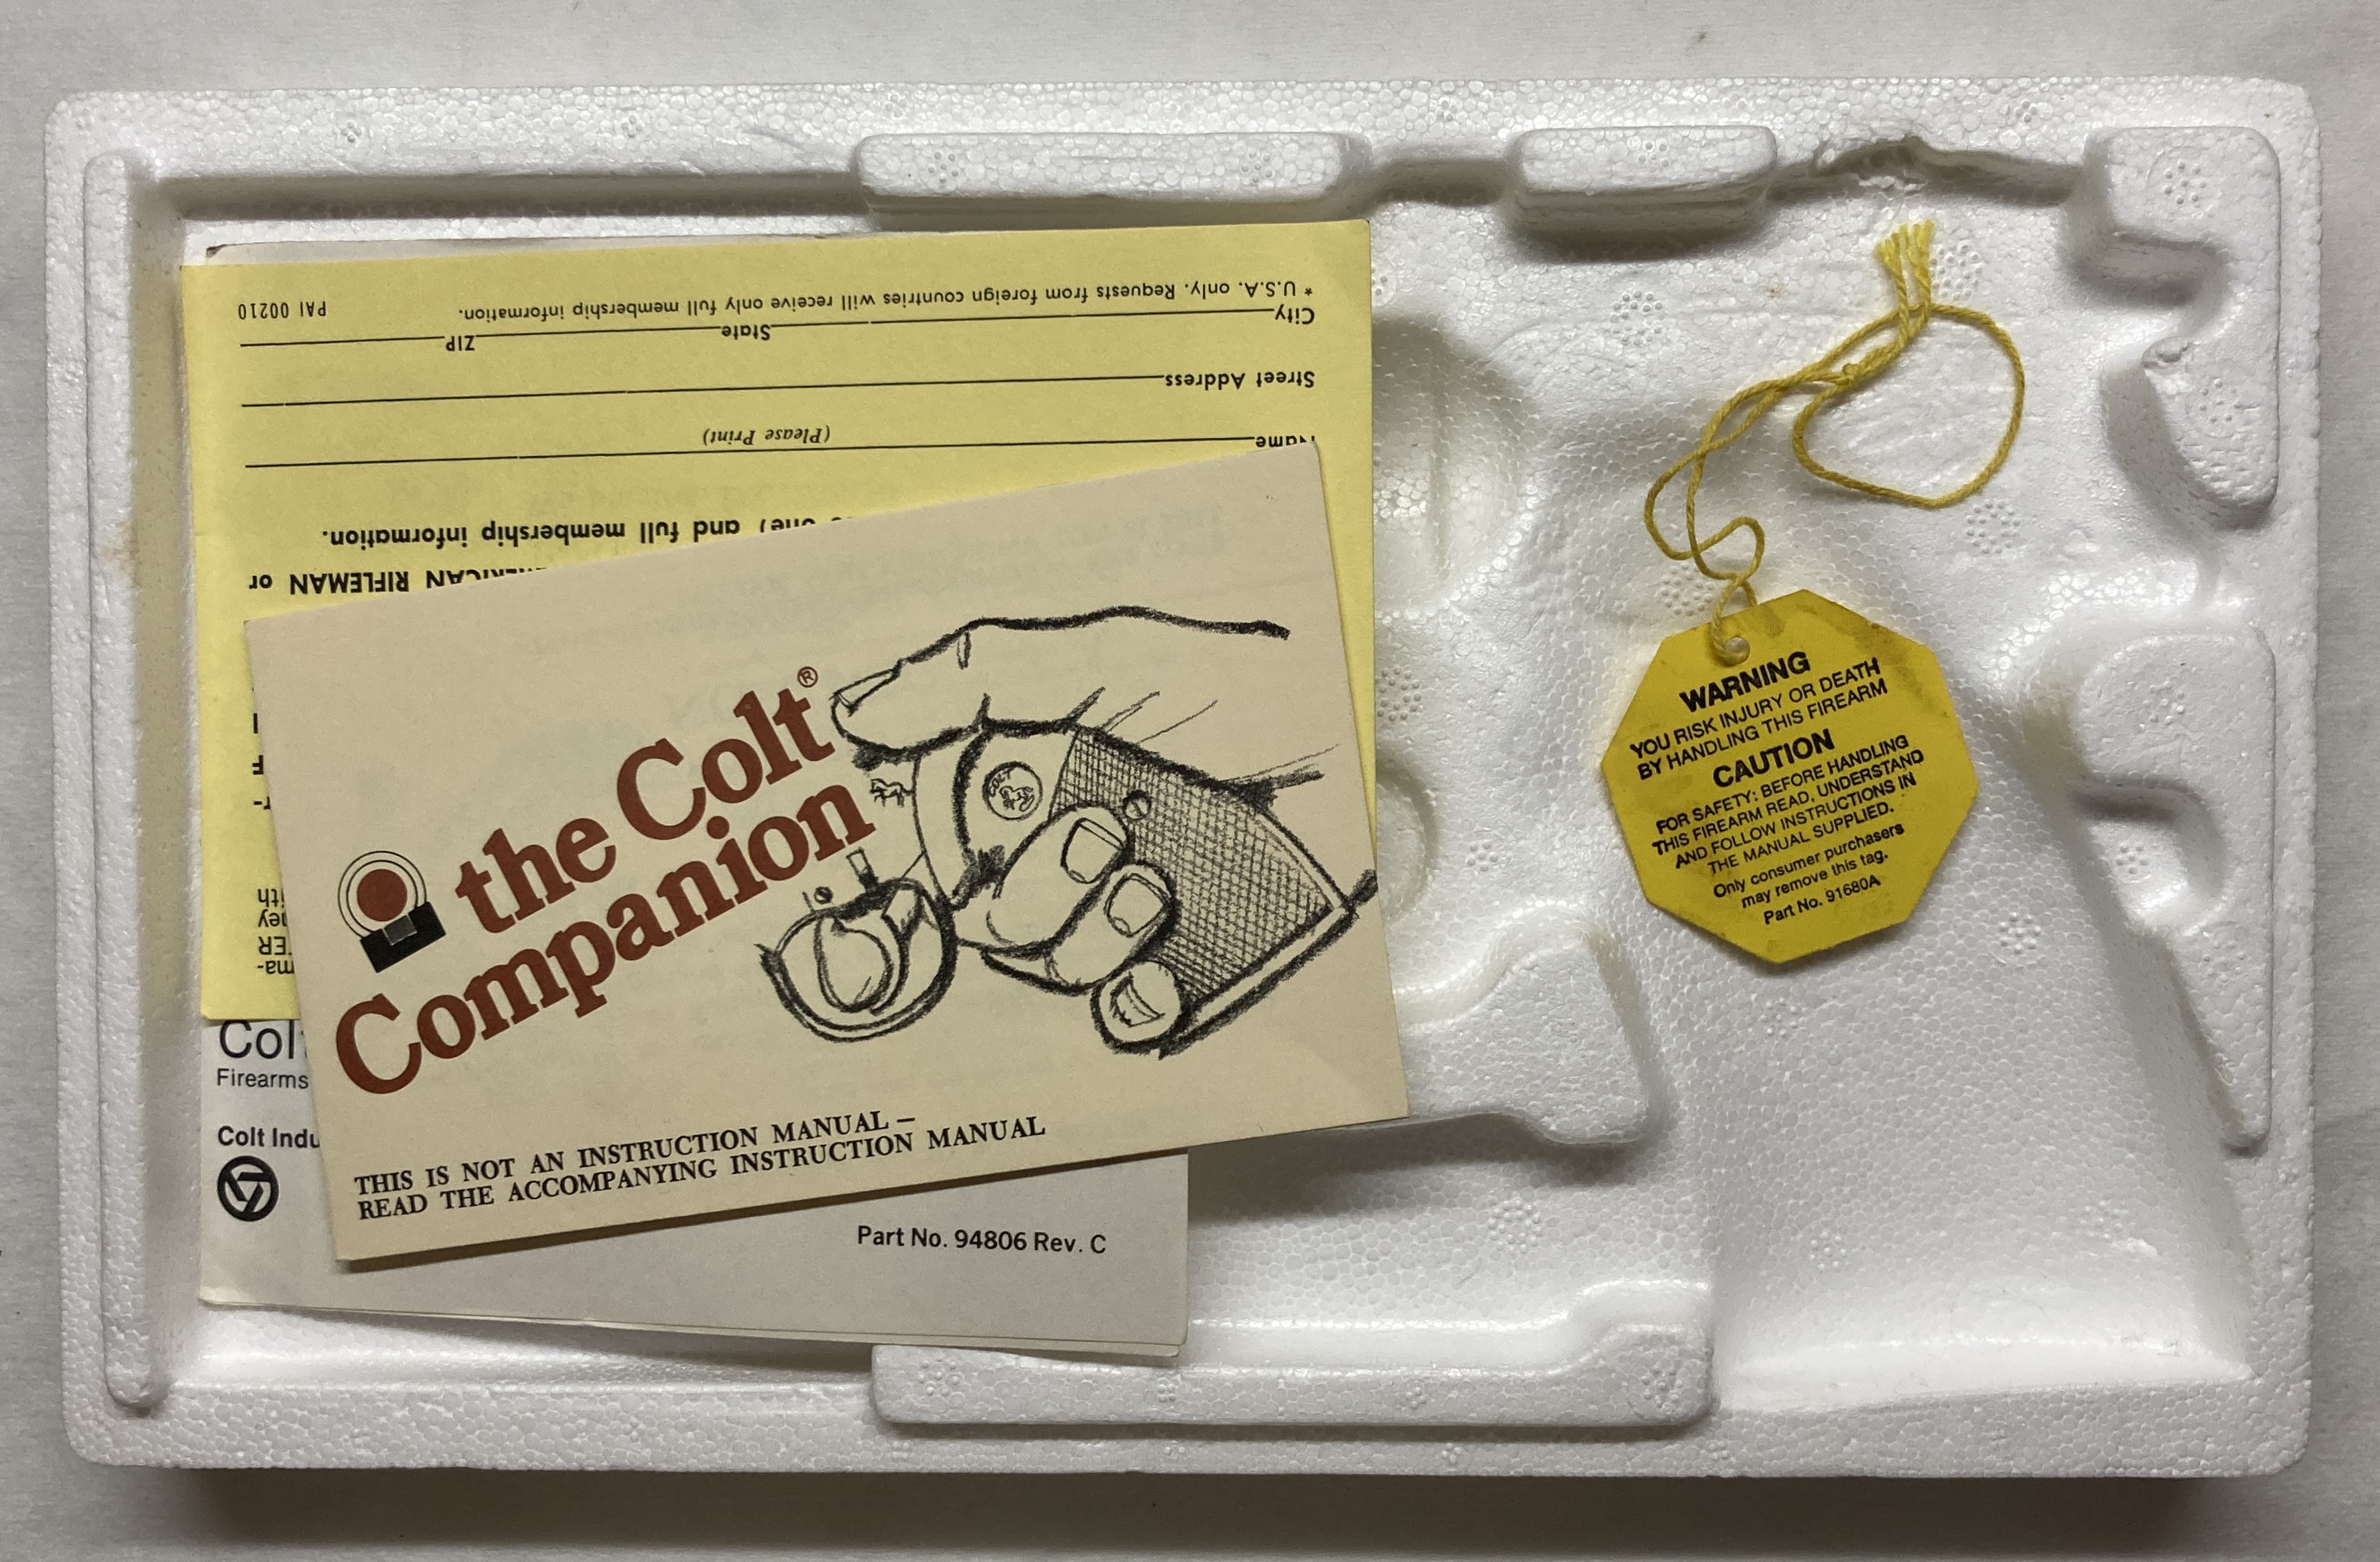 * U.S.A. only. Requests from foreign countries will receive only full membership information.
PAI 00210
City State ZIP
Street Address
(Please Print)
Name
and full membership information.
RIFLEMAN or
the Colt®
Companion
COLT
THIS IS NOT AN INSTRUCTION MANUAL –
READ THE ACCOMPANYING INSTRUCTION MANUAL
Firearms
Colt
Part No. 94806 Rev. C
WARNING
YOU RISK INJURY OR DEATH
BY HANDLING THIS FIREARM
CAUTION
FOR SAFETY: BEFORE HANDLING
THIS FIREARM READ, UNDERSTAND
AND FOLLOW INSTRUCTIONS IN
THE MANUAL SUPPLIED.
Only consumer purchasers
may remove this tag.
Part No. 91680A